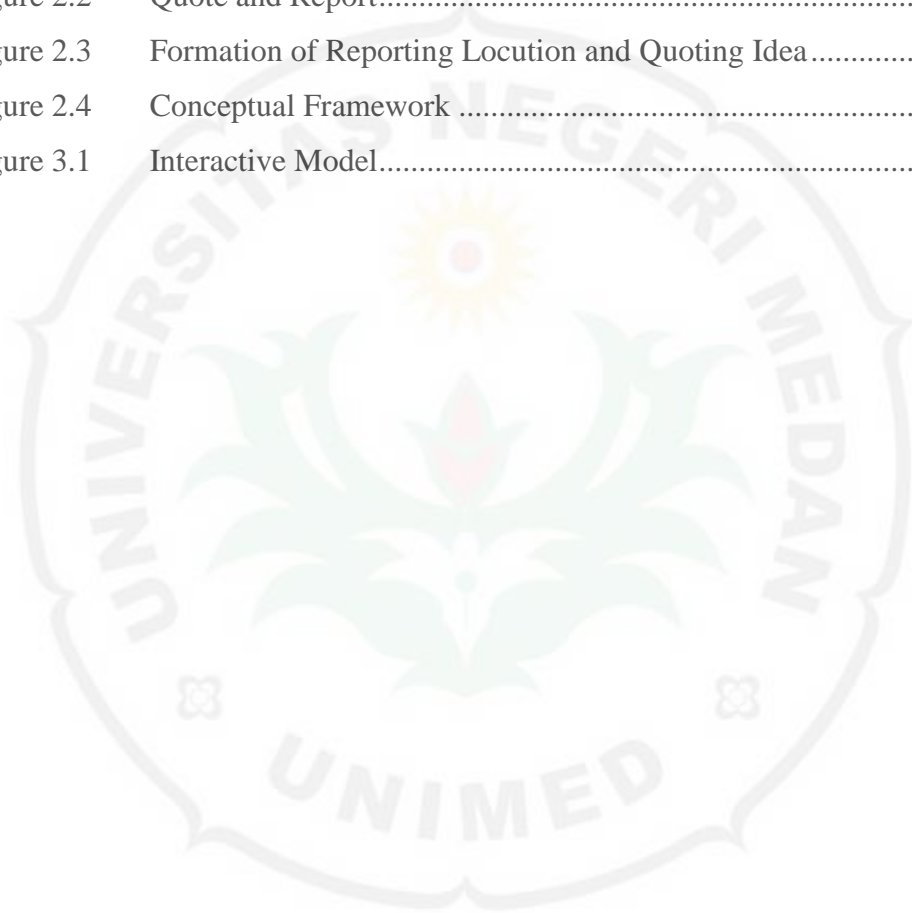 gure 2.2 Quote and Report................................................................
gure 2.3 Formation of Reporting Locution and Quoting Idea.............
gure 2.4 Conceptual Framework.......................................................
gure 3.1 Interactive Model................................................................
UNIVERSITAS NEGERI MEDAN
UNIMED